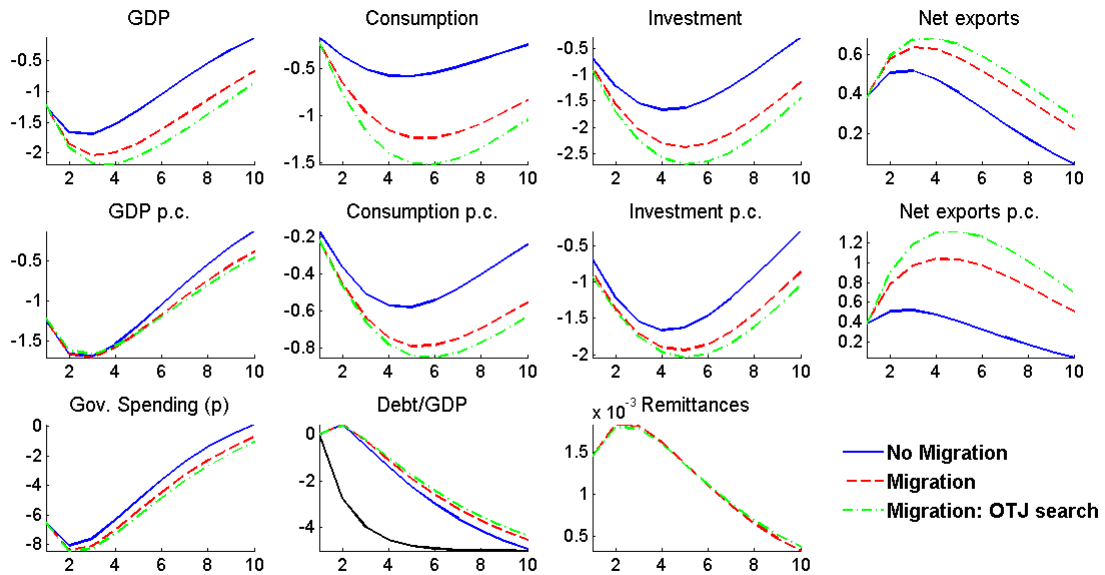 GDP
Consumption
Investment
Net exports
-0.5
-1
-1.5
-2
2 4 6 8 10
-0.5
-1
-1.5
2 4 6 8 10
-0.5
-1
-1.5
-2
-2.5
2 4 6 8 10
0.6
0.4
0.2
2 4 6 8 10
GDP p.c.
Consumption p.c.
Investment p.c.
Net exports p.c.
-0.5
-1
-1.5
2 4 6 8 10
-0.2
-0.4
-0.6
-0.8
2 4 6 8 10
-0.5
-1
-1.5
-2
2 4 6 8 10
1.2
1
0.8
0.6
0.4
0.2
2 4 6 8 10
Gov. Spending (p)
Debt/GDP
x 10-3 Remittances
0
-2
-4
-6
-8
2 4 6 8 10
0
-2
-4
2 4 6 8 10
1.5
1
0.5
2 4 6 8 10
No Migration
Migration
Migration: OTJ search